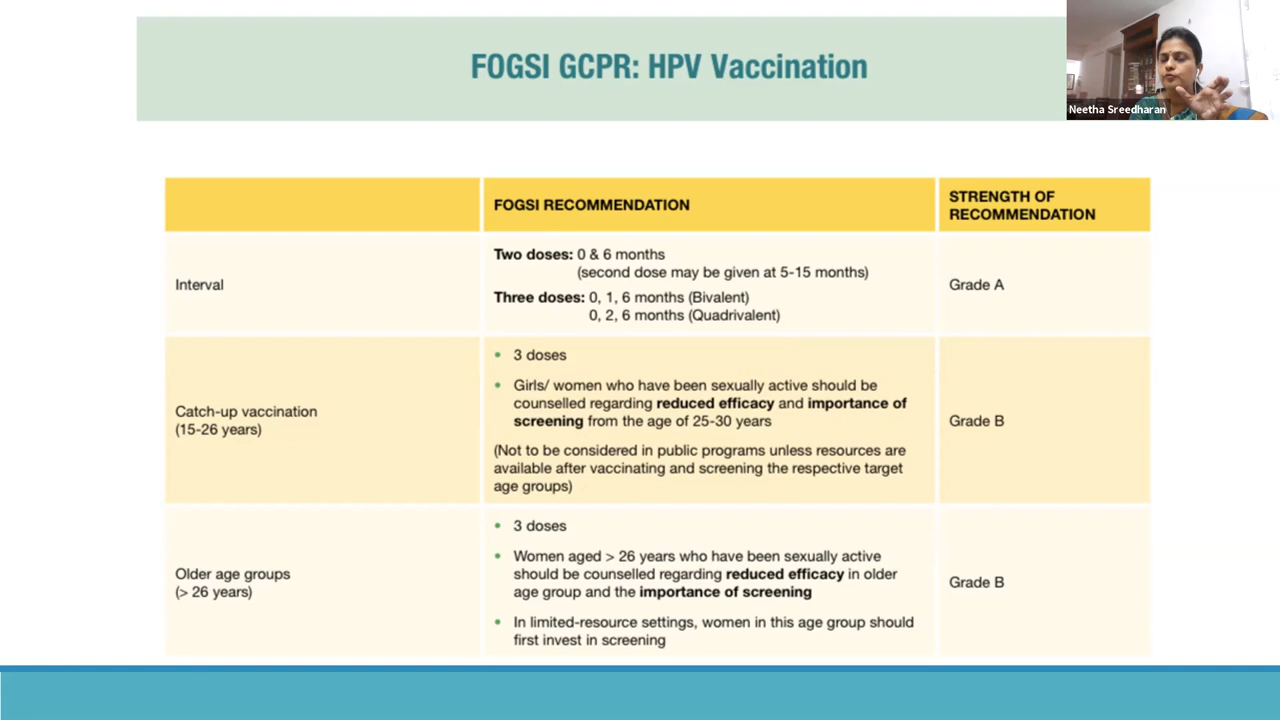 FOGSI GCPR: HPV Vaccination
Neetha Sreedharan
FOGSI RECOMMENDATION
STRENGTH OF
RECOMMENDATION
Interval
Two doses: 0 & 6 months
(second dose may be given at 5-15 months)
Three doses: 0, 1, 6 months (Bivalent)
0, 2, 6 months (Quadrivalent)
Grade A
Catch-up vaccination
(15-26 years)
• 3 doses
• Girls/ women who have been sexually active should be
counselled regarding reduced efficacy and importance of
screening from the age of 25-30 years
(Not to be considered in public programs unless resources are
available after vaccinating and screening the respective target
age groups)
Grade B
Older age groups
(> 26 years)
• 3 doses
• Women aged > 26 years who have been sexually active
should be counselled regarding reduced efficacy in older
age group and the importance of screening
• In limited-resource settings, women in this age group should
first invest in screening
Grade B